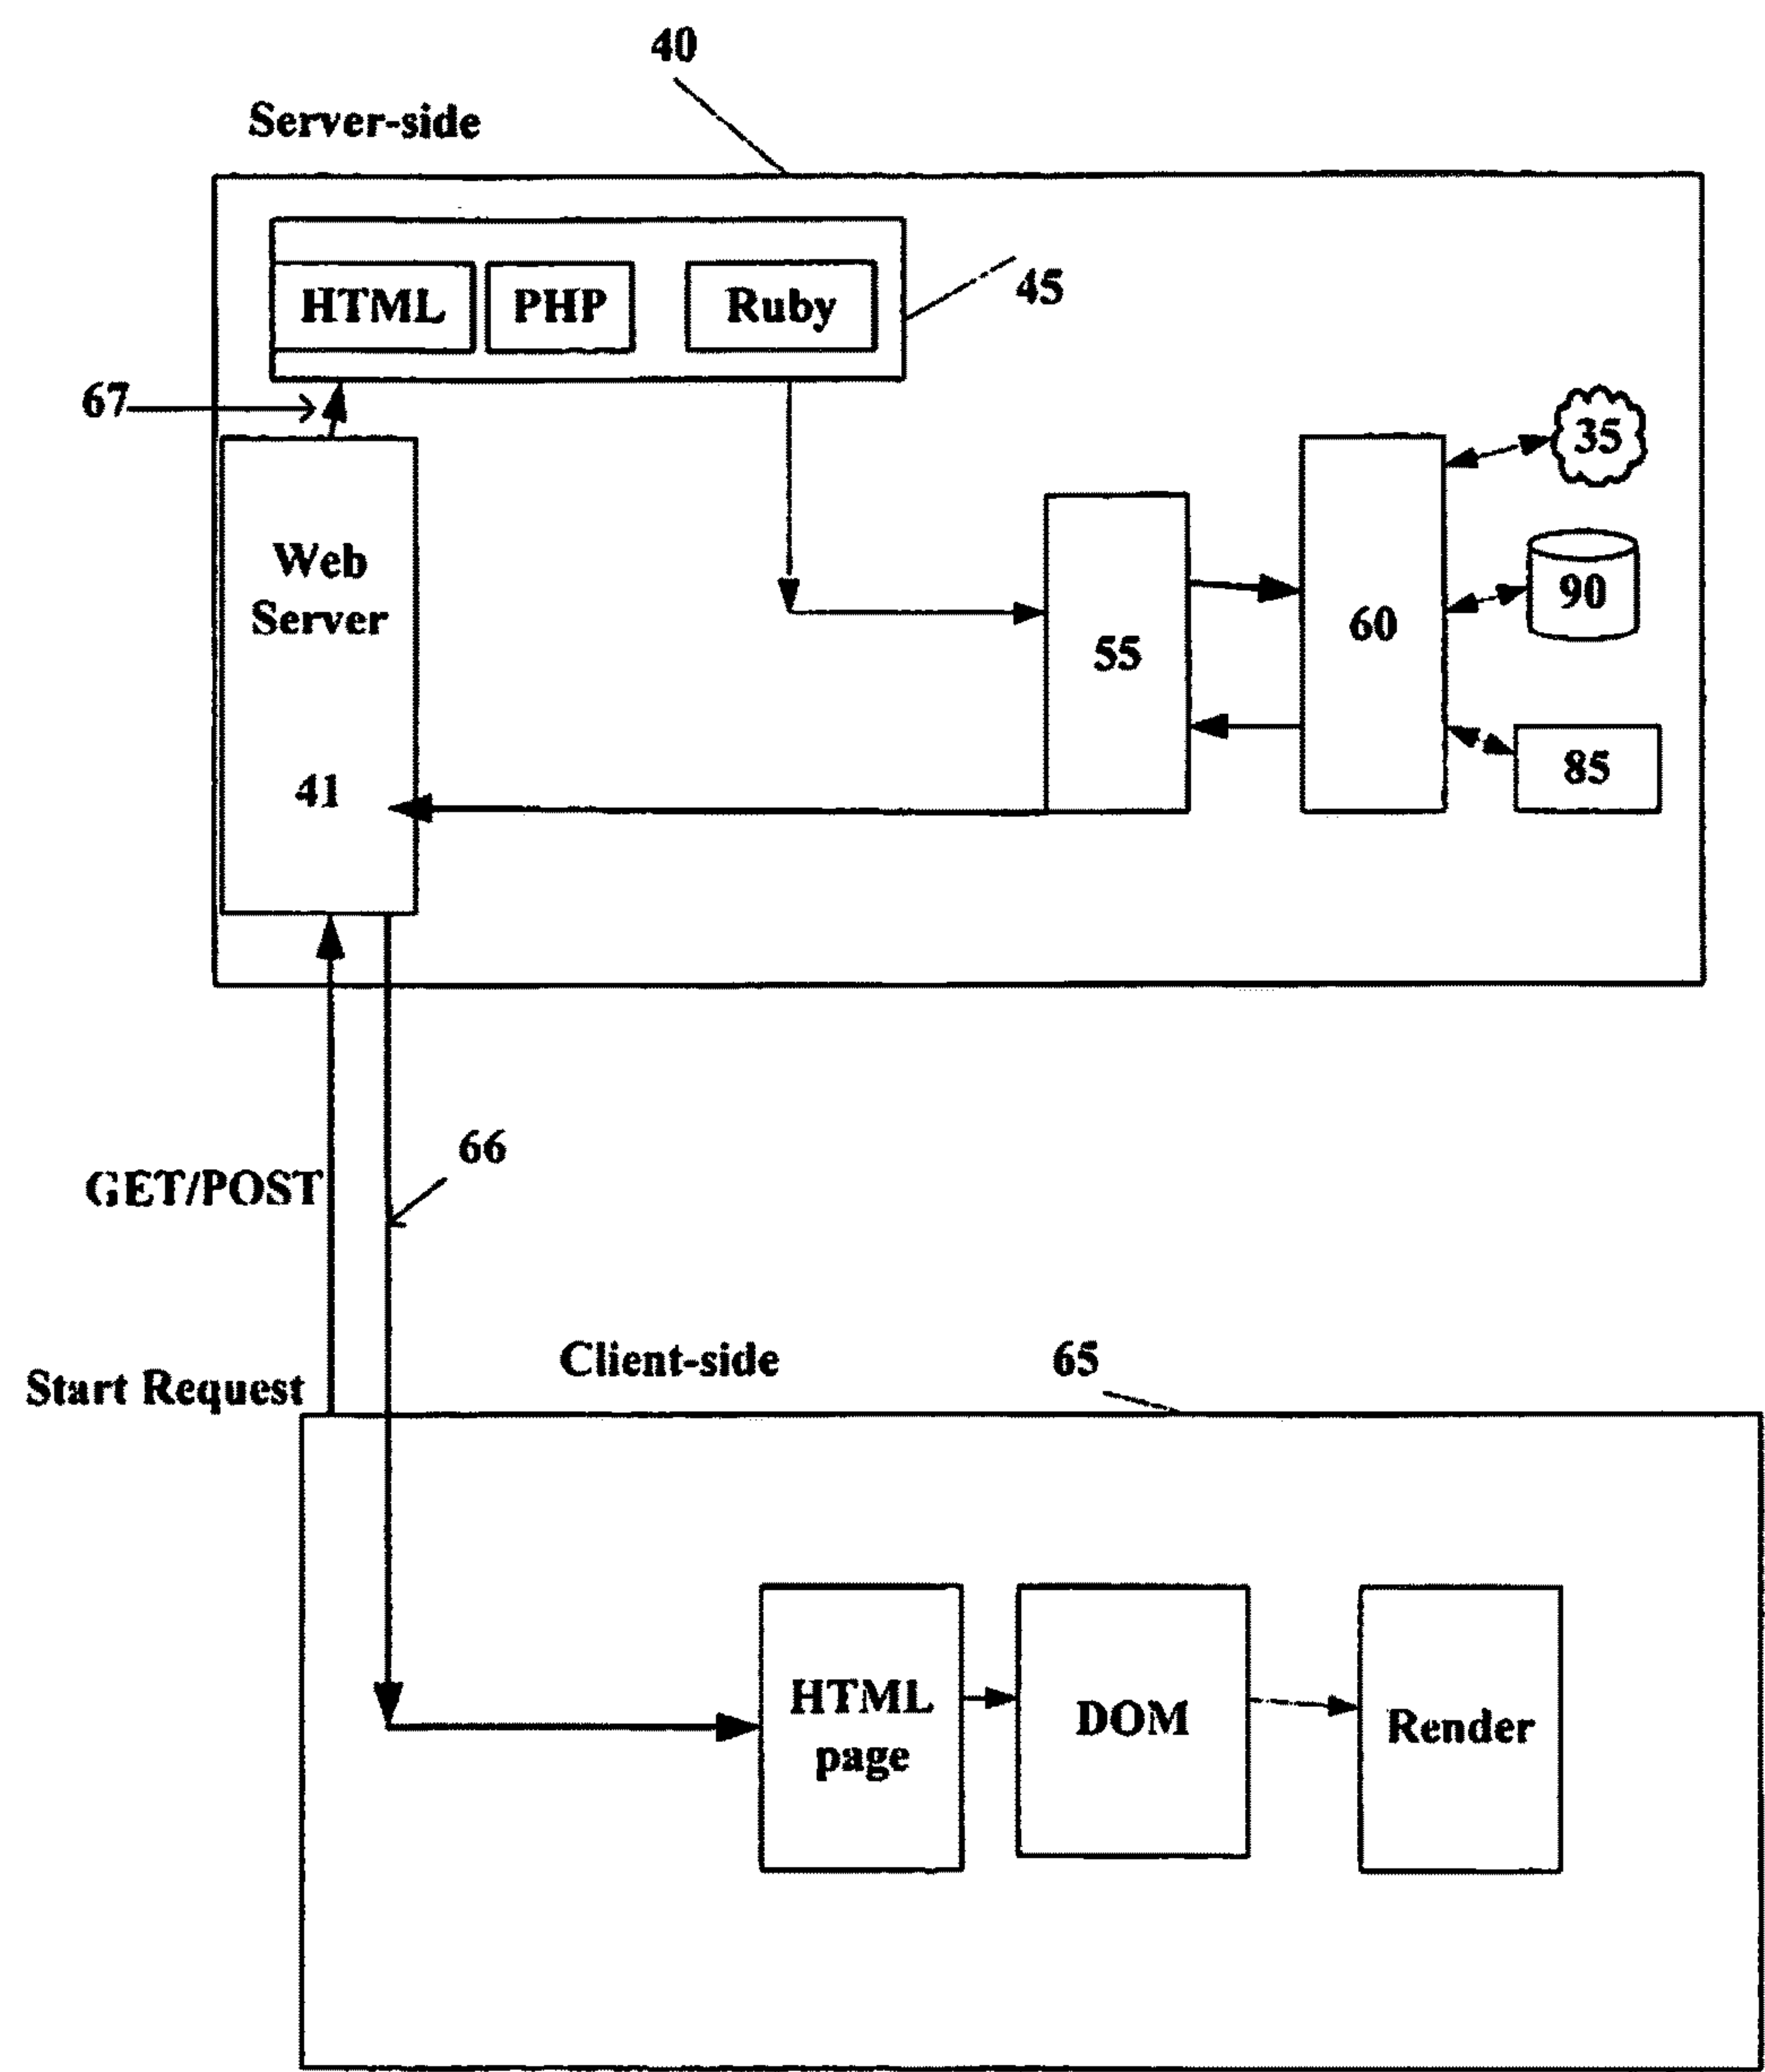 40
Server-side
HTML PHP Ruby
45
67
35
Web
Server
90
60
55
41
85
66
GET/POST
Client-side
65
Start Request
HTML
page
DOM
Render